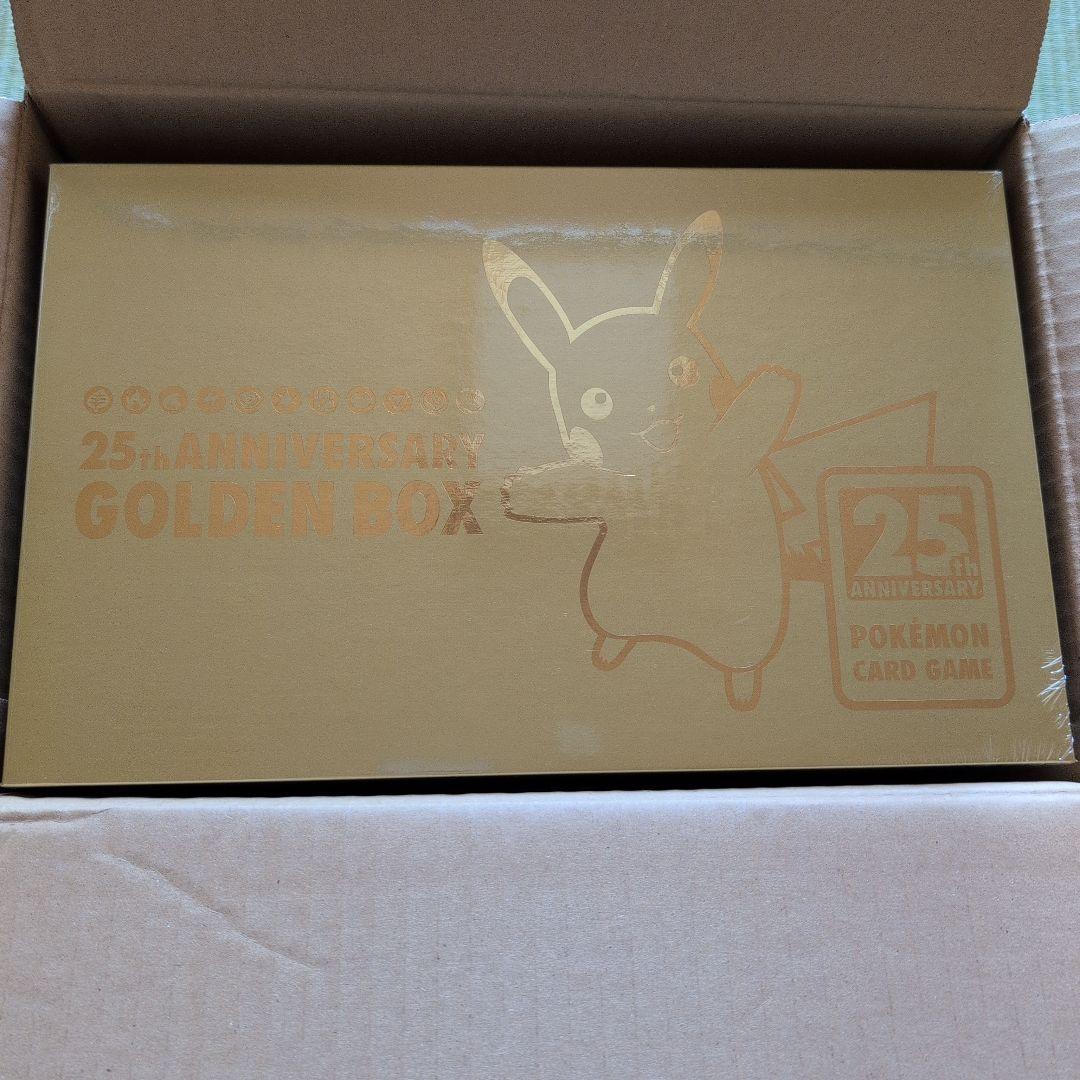 25th ANNIVERSARY
GOLDEN BOX
25th
ANNIVERSARY
POKÉMON
CARD GAME